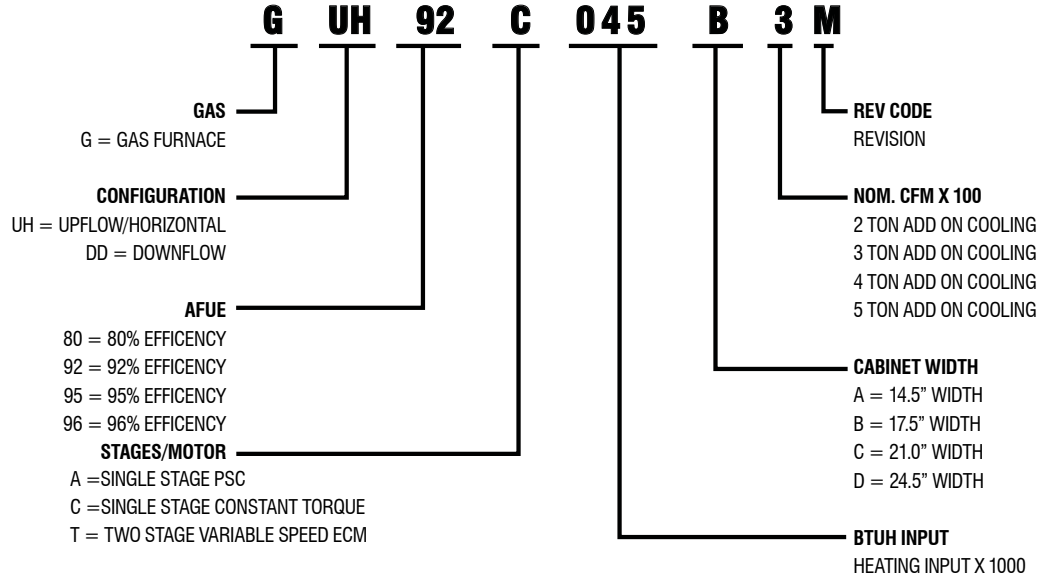 G UH 92 C 045 B 3 M
GAS
G = GAS FURNACE
CONFIGURATION
UH = UPFLOW/HORIZONTAL
DD = DOWNFLOW
AFUE
80 = 80% EFFICENCY
92 = 92% EFFICENCY
95 = 95% EFFICENCY
96 = 96% EFFICENCY
STAGES/MOTOR
A =SINGLE STAGE PSC
C =SINGLE STAGE CONSTANT TORQUE
T = TWO STAGE VARIABLE SPEED ECM
REV CODE
REVISION
NOM. CFM X 100
2 TON ADD ON COOLING
3 TON ADD ON COOLING
4 TON ADD ON COOLING
5 TON ADD ON COOLING
CABINET WIDTH
A = 14.5” WIDTH
B = 17.5” WIDTH
C = 21.0” WIDTH
D = 24.5” WIDTH
BTUH INPUT
HEATING INPUT X 1000